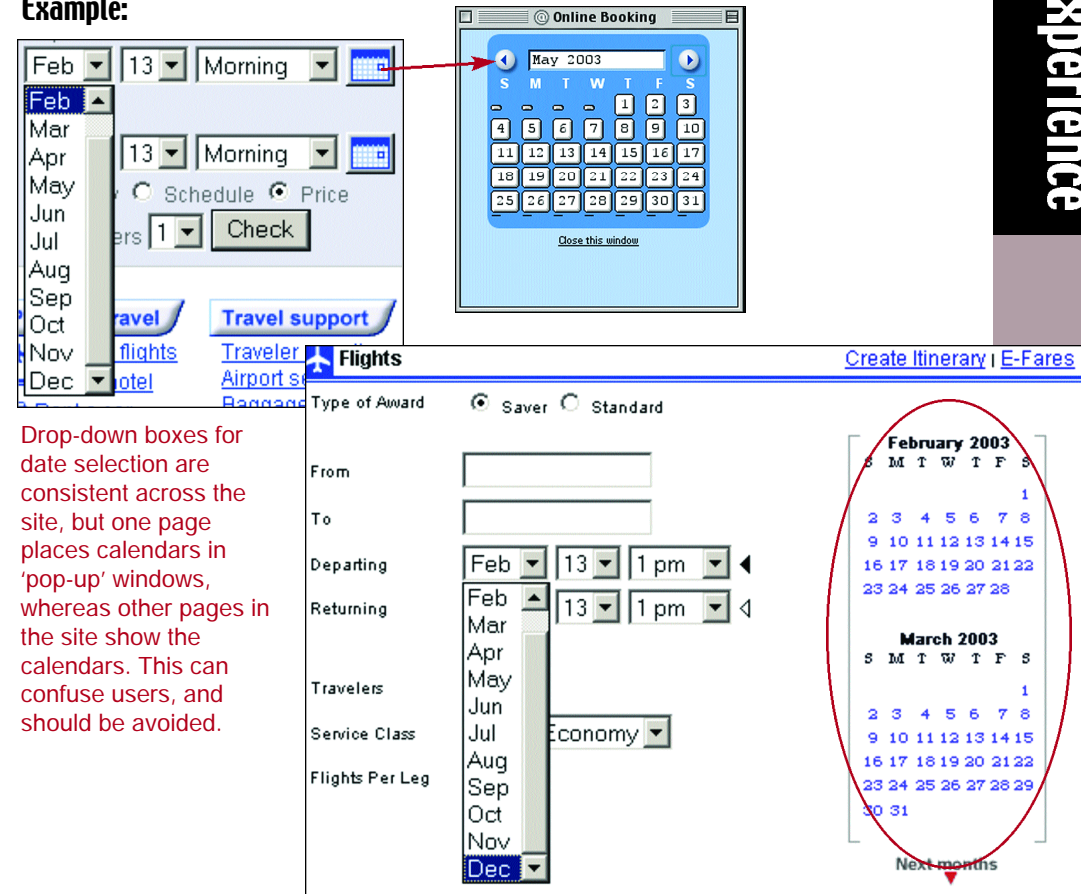 Example:
Feb 13 Morning
Feb
Mar
Apr
May
Jun
Jul
Aug
Sep
Oct
Nov
Dec
13 Morning
Schedule Price
1 Check
Travel support
flights
Traveler
Airport
@ Online Booking
May 2003
S M T W T F S
1 2 3
4 5 6 7 8 9 10
11 12 13 14 15 16 17
18 19 20 21 22 23 24
25 26 27 28 29 30 31
Close this window
Drop-down boxes for
date selection are
consistent across the
site, but one page
places calendars in
‘pop-up’ windows,
whereas other pages in
the site show the
calendars. This can
confuse users, and
should be avoided.
Flights
Create Itinerary | E-Fares
Type of Award Saver Standard
From
To
Departing Feb 13 1 pm
Returning 13 1 pm
Feb
Mar
Apr
May
Jun
Jul
Aug
Sep
Oct
Nov
Dec
Travelers
Service Class Economy
Flights Per Leg
February 2003
S M T W T F S
1
2 3 4 5 6 7 8
9 10 11 12 13 14 15
16 17 18 19 20 21 22
23 24 25 26 27 28
March 2003
S M T W T F S
1
2 3 4 5 6 7 8
9 10 11 12 13 14 15
16 17 18 19 20 21 22
23 24 25 26 27 28 29
30 31
Next months
xperience